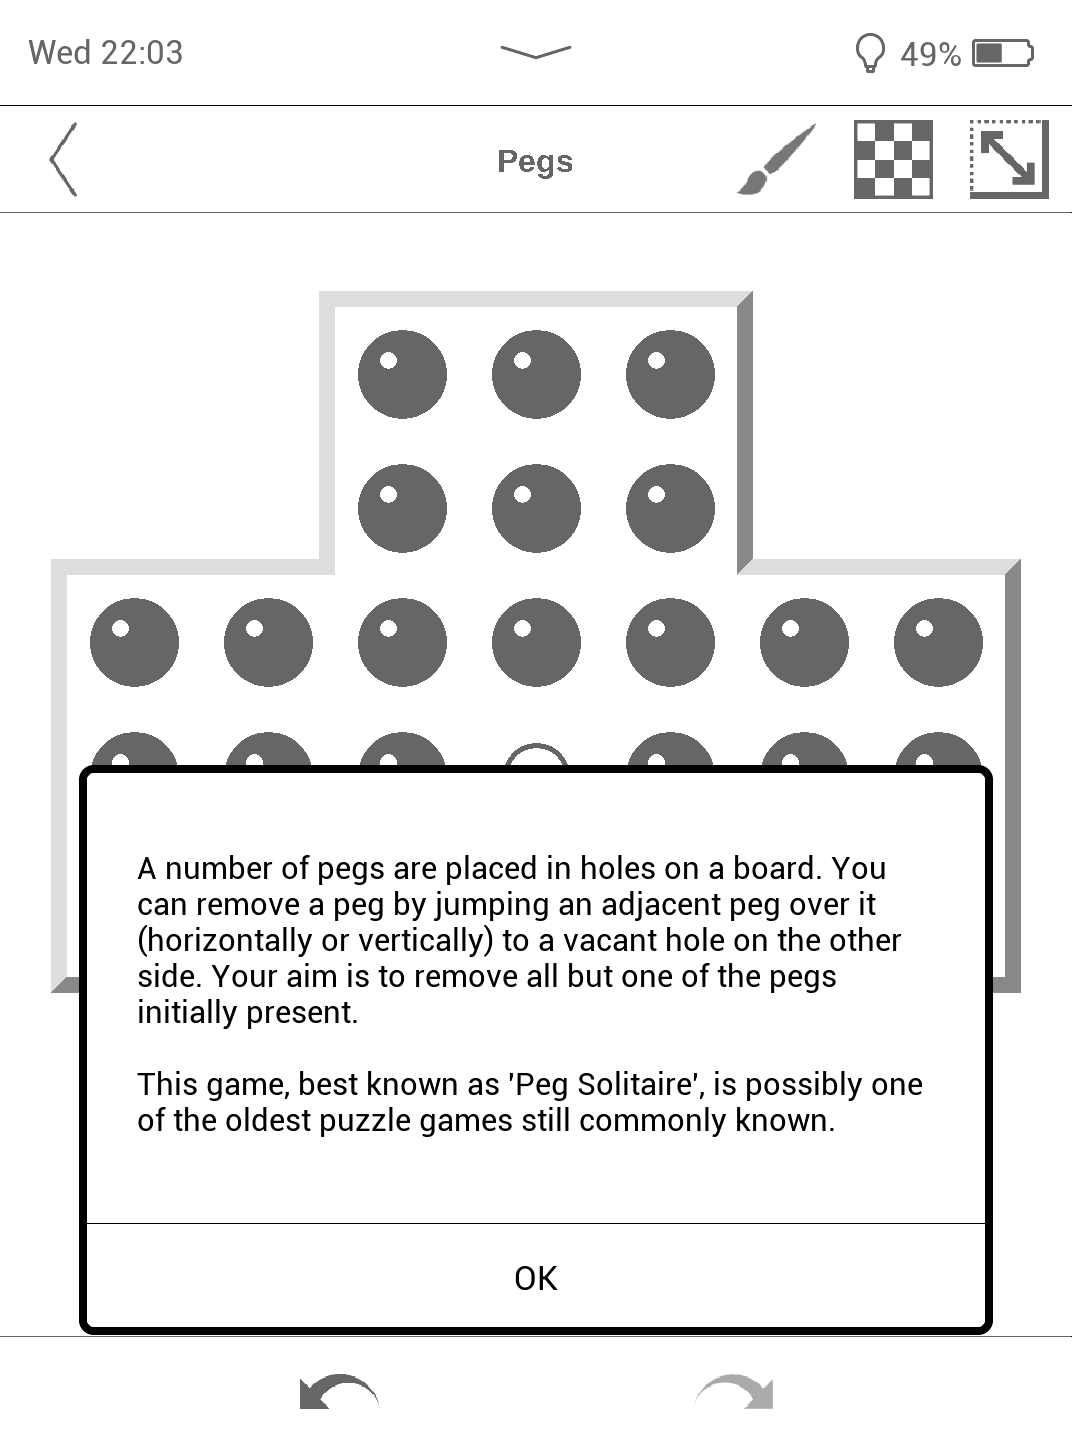 Wed 22:03
49%
Pegs
A number of pegs are placed in holes on a board. You
can remove a peg by jumping an adjacent peg over it
(horizontally or vertically) to a vacant hole on the other
side. Your aim is to remove all but one of the pegs
initially present.
This game, best known as 'Peg Solitaire', is possibly one
of the oldest puzzle games still commonly known.
OK